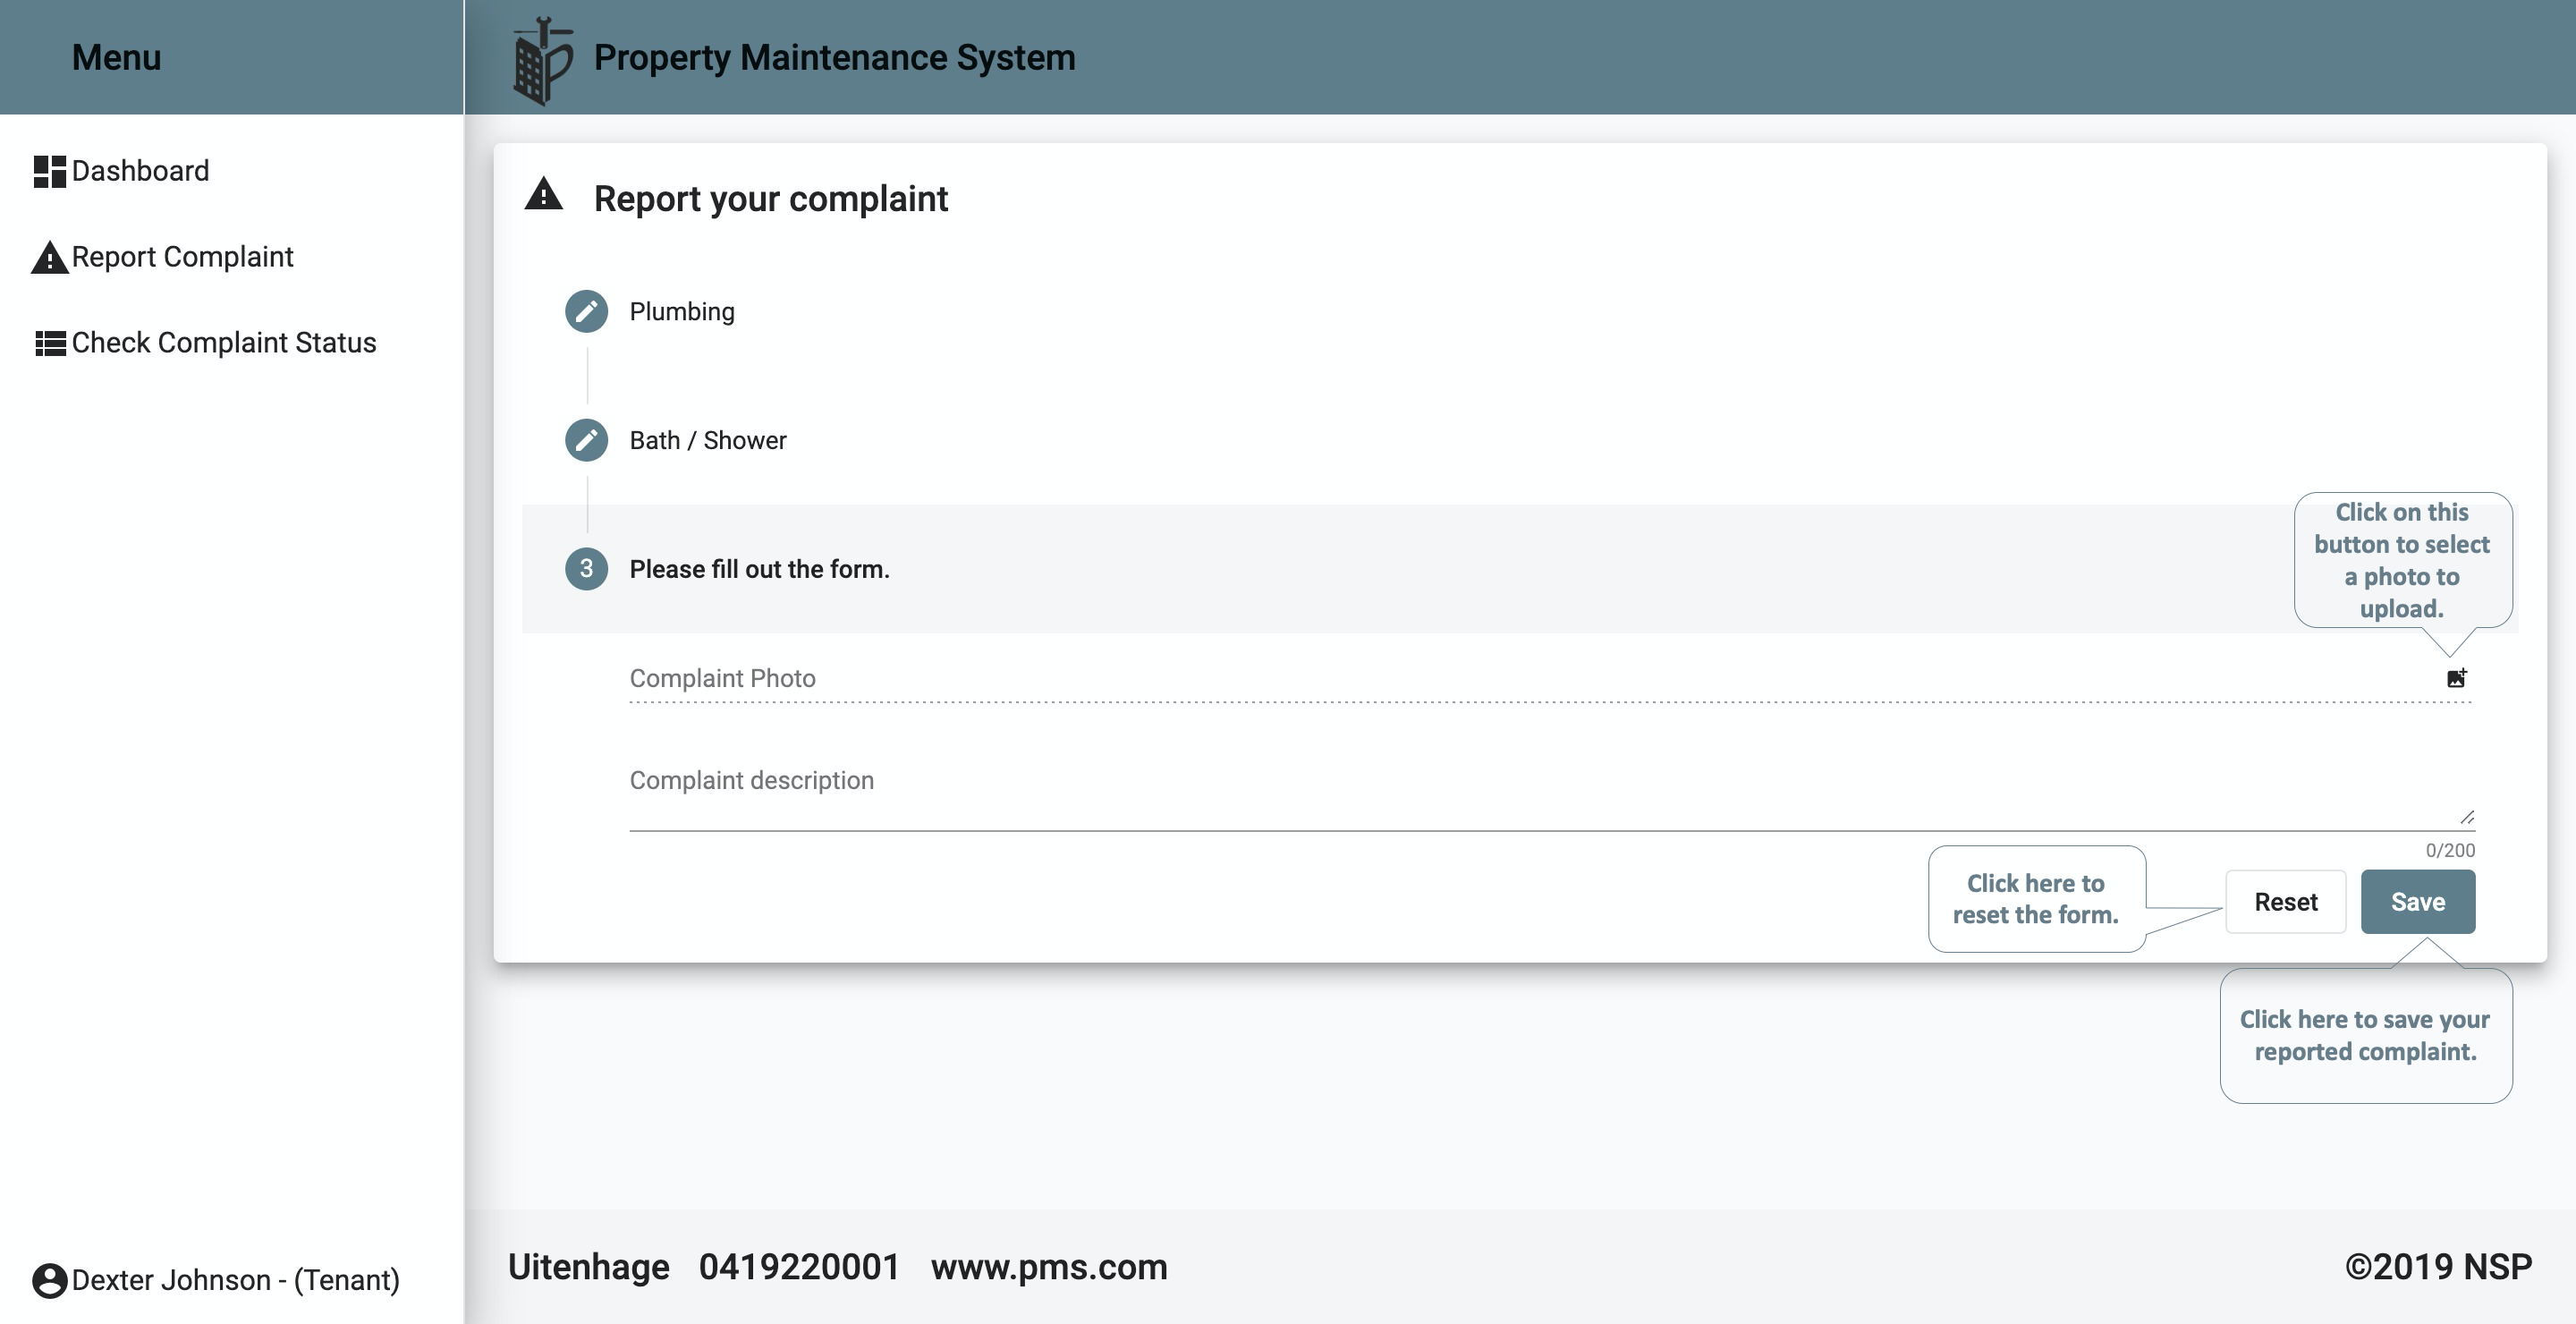 Menu
Property Maintenance System
Dashboard
Report Complaint
Check Complaint Status
Dexter Johnson - (Tenant)
Report your complaint
Plumbing
Bath / Shower
3 Please fill out the form.
Click on this
button to select
a photo to
upload.
Complaint Photo
Complaint description
0/200
Click here to
reset the form.
Reset
Save
Click here to save your
reported complaint.
Uitenhage 0419220001 www.pms.com
©2019 NSP